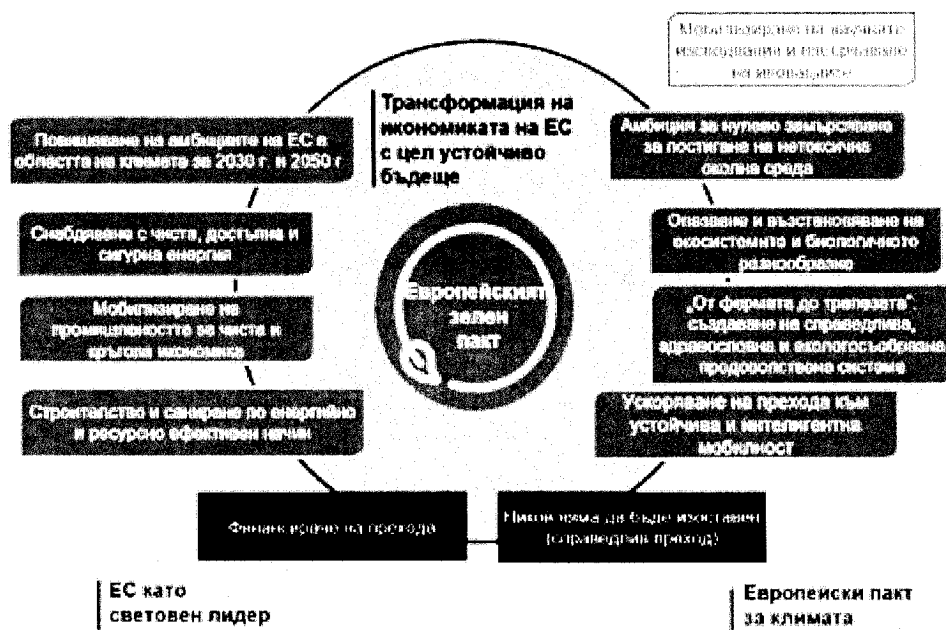 Мобилизиране на научните
изследвания и насърчаване
на иновациите
Трансформация на
икономиката на ЕС
с цел устойчиво
бъдеще
Повишаване на амбициите на ЕС в
областта на климата за 2030 г. и 2050 г
Снабдяване с чиста, достъпна и
сигурна енергия
Мобилизиране на
промишлеността за чиста и
кръгова икономика
Строителство и саниране по енергийно
и ресурсно ефективен начин
Европейският
зелен
пакт
Амбиция за нулево замърсяване
за постигане на нетоксична
околна среда
Опазване и възстановяване на
екосистемите и биологичното
разнообразие
„От фермата до трапезата“:
създаване на справедлива,
здравословна и екологосъобразна
продоволствена система
Ускоряване на прехода към
устойчива и интелигентна
мобилност
Финансиране на прехода
Никой няма да бъде изоставен
(справедлив преход)
ЕС като
световен лидер
Европейски пакт
за климата